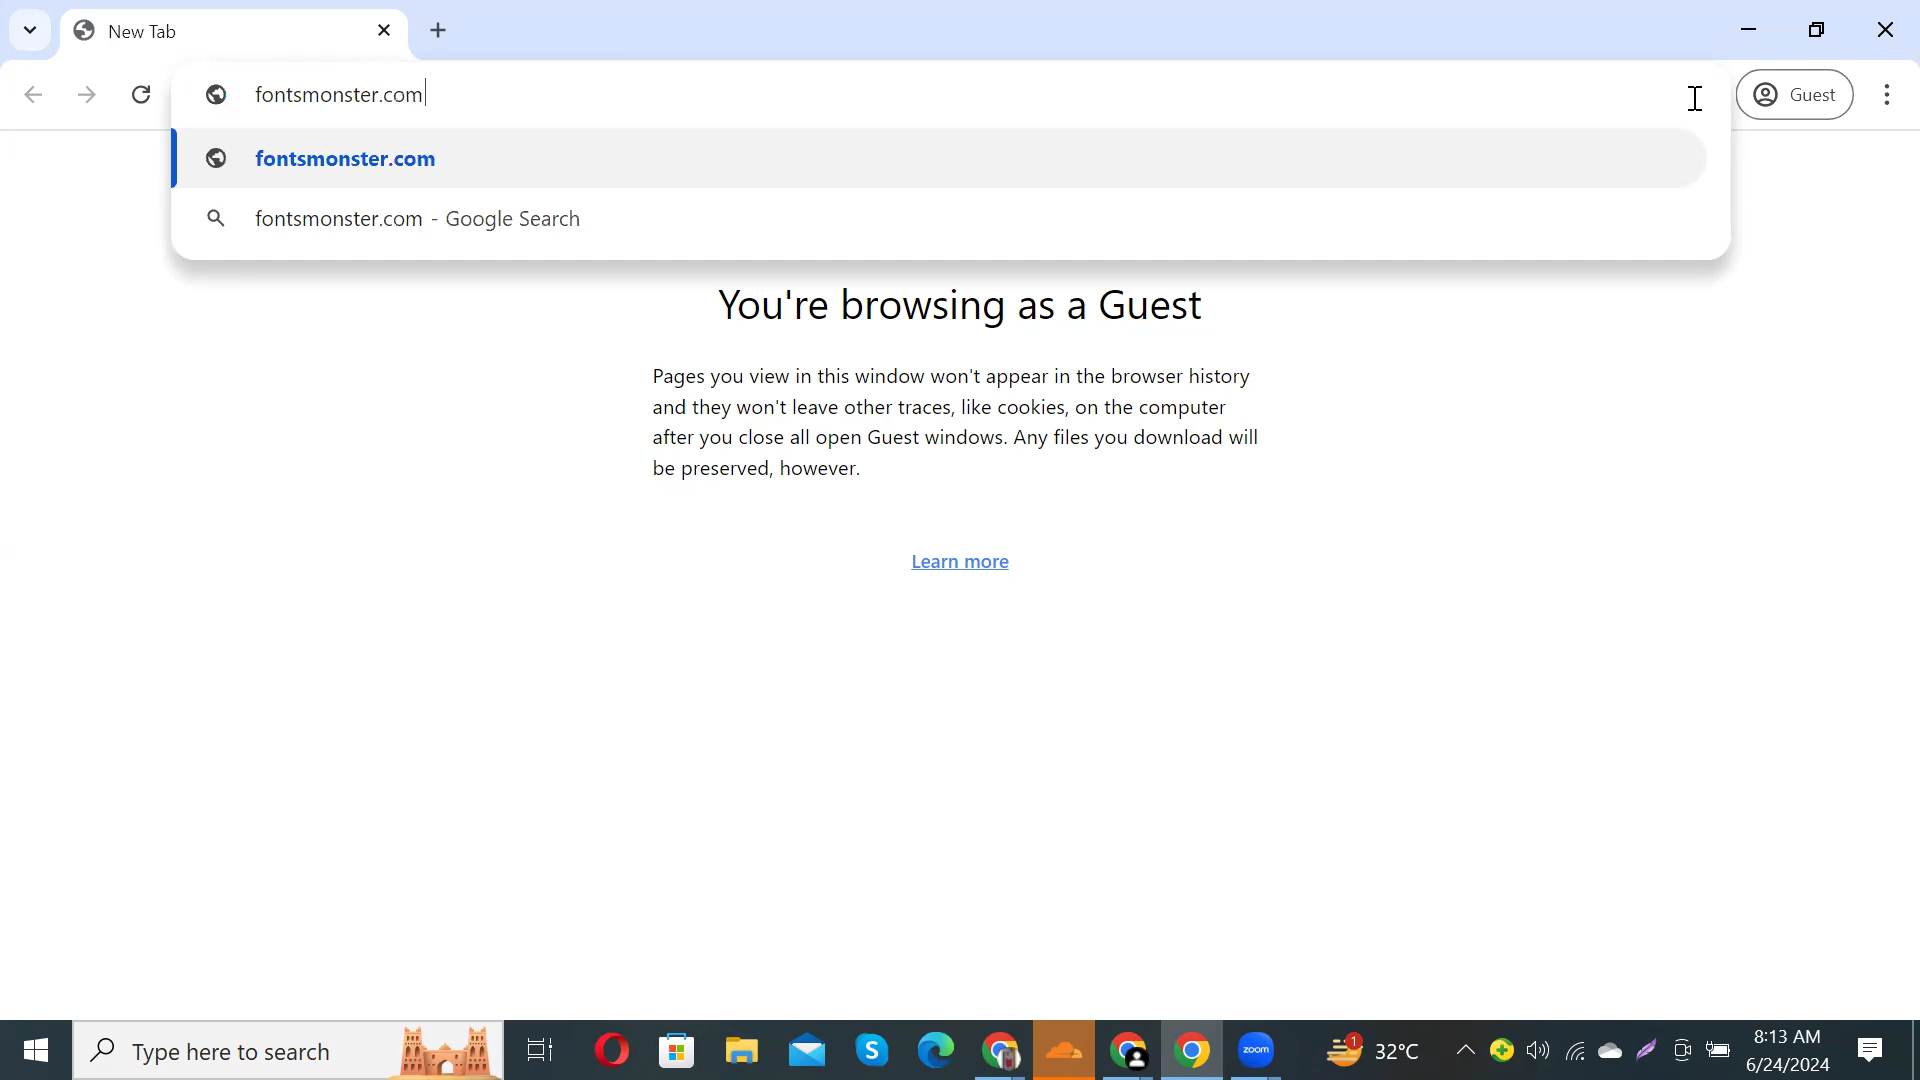 New Tab
fontsmonster.com
Guest
fontsmonster.com
fontsmonster.com - Google Search
You're browsing as a Guest
Pages you view in this window won't appear in the browser history
and they won't leave other traces, like cookies, on the computer
after you close all open Guest windows. Any files you download will
be preserved, however.
Learn more
Type here to search
S
zoom
1
32°C
8:13 AM
6/24/2024